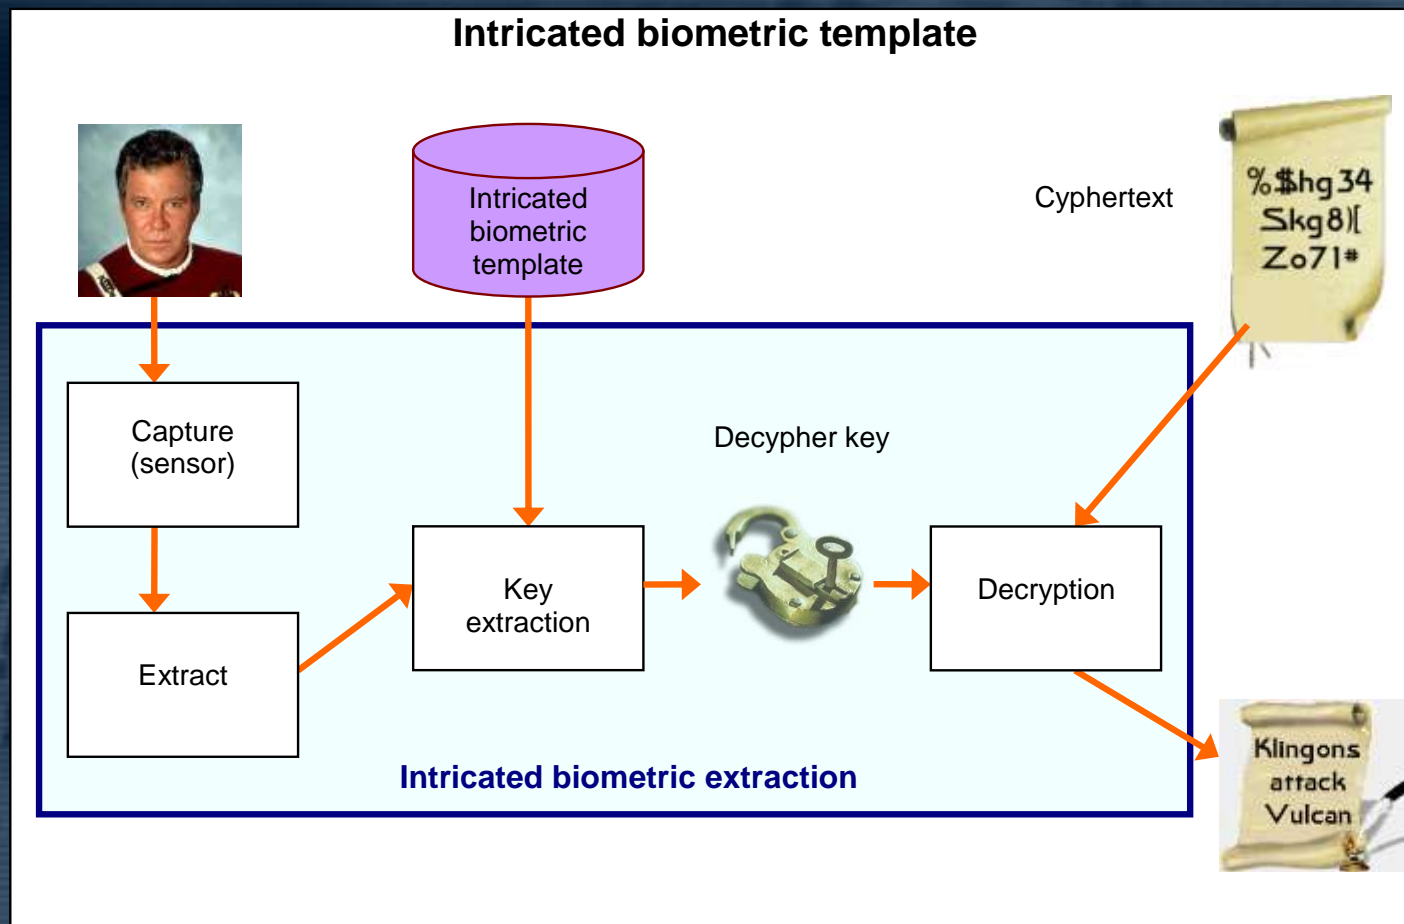 Intricated biometric template
Intricated
biometric
template
Cyphertext
%$hg34
Skg8)[
Zo71#
Capture
(sensor)
Decypher key
Key
extraction
Decryption
Extract
Intricated biometric extraction
Klingons
attack
Vulcan